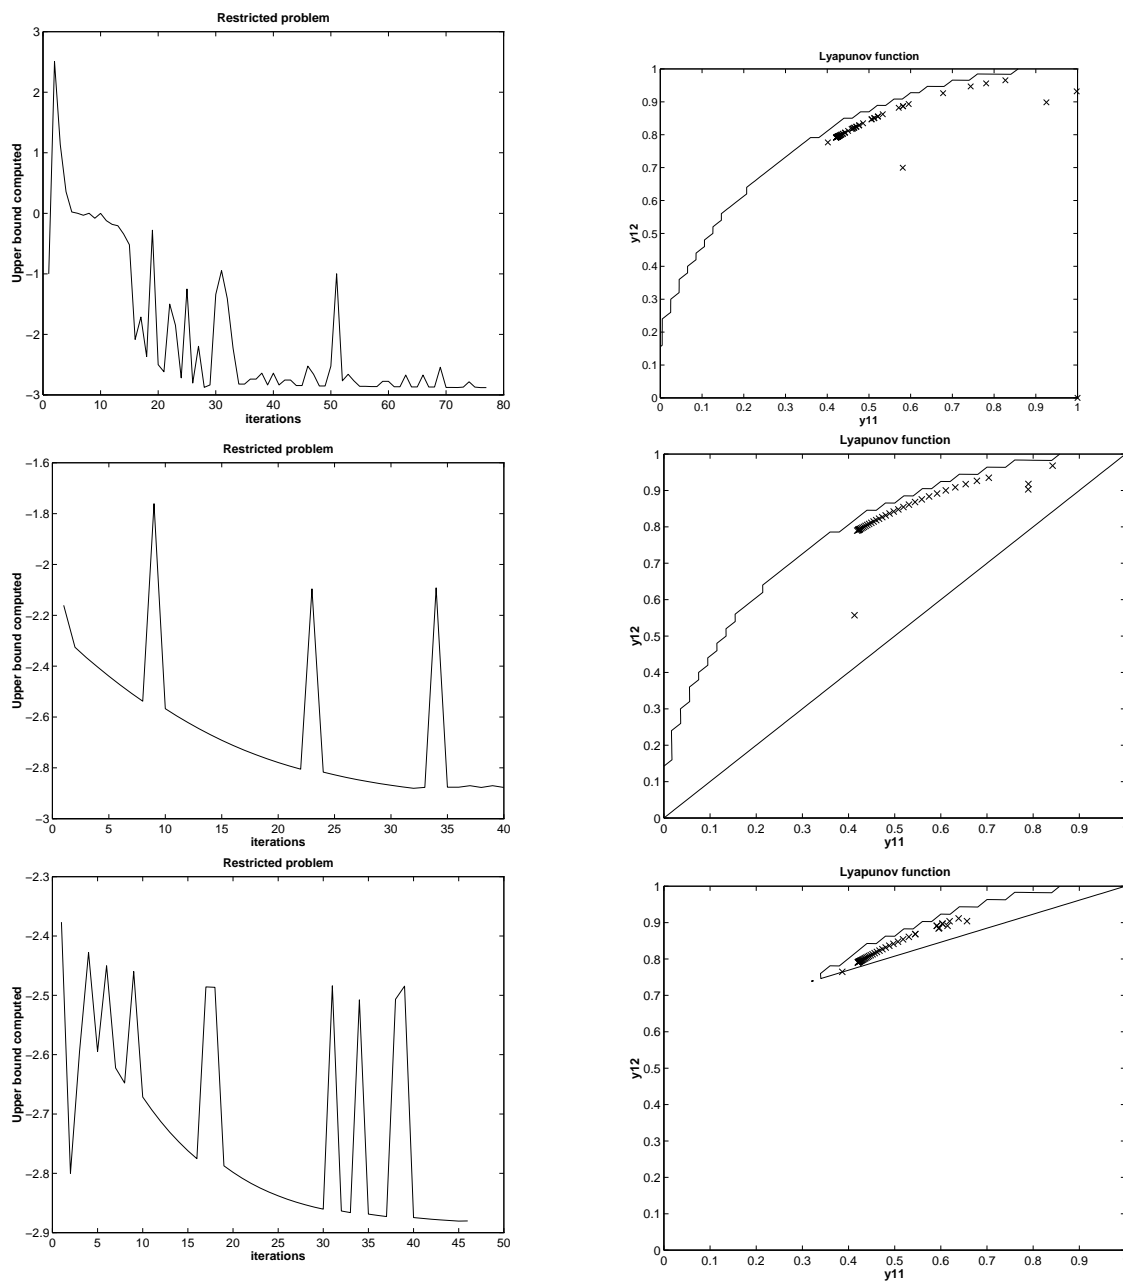 Restricted problem
3
2
1
0
−1
−2
−3
Upper bound computed
0 10 20 30 40 50 60 70 80
iterations
Lyapunov function
1
0.9
0.8
0.7
0.6
0.5
0.4
0.3
0.2
0.1
0
y12
0 0.1 0.2 0.3 0.4 0.5 0.6 0.7 0.8 0.9 1
y11
Restricted problem
−1.6
−1.8
−2
−2.2
−2.4
−2.6
−2.8
−3
Upper bound computed
0 5 10 15 20 25 30 35 40
iterations
Lyapunov function
1
0.9
0.8
0.7
0.6
0.5
0.4
0.3
0.2
0.1
0
y12
0 0.1 0.2 0.3 0.4 0.5 0.6 0.7 0.8 0.9
y11
Restricted problem
−2.3
−2.4
−2.5
−2.6
−2.7
−2.8
−2.9
Upper bound computed
0 5 10 15 20 25 30 35 40 45 50
iterations
Lyapunov function
1
0.9
0.8
0.7
0.6
0.5
0.4
0.3
0.2
0.1
0
y12
0 0.1 0.2 0.3 0.4 0.5 0.6 0.7 0.8 0.9
y11